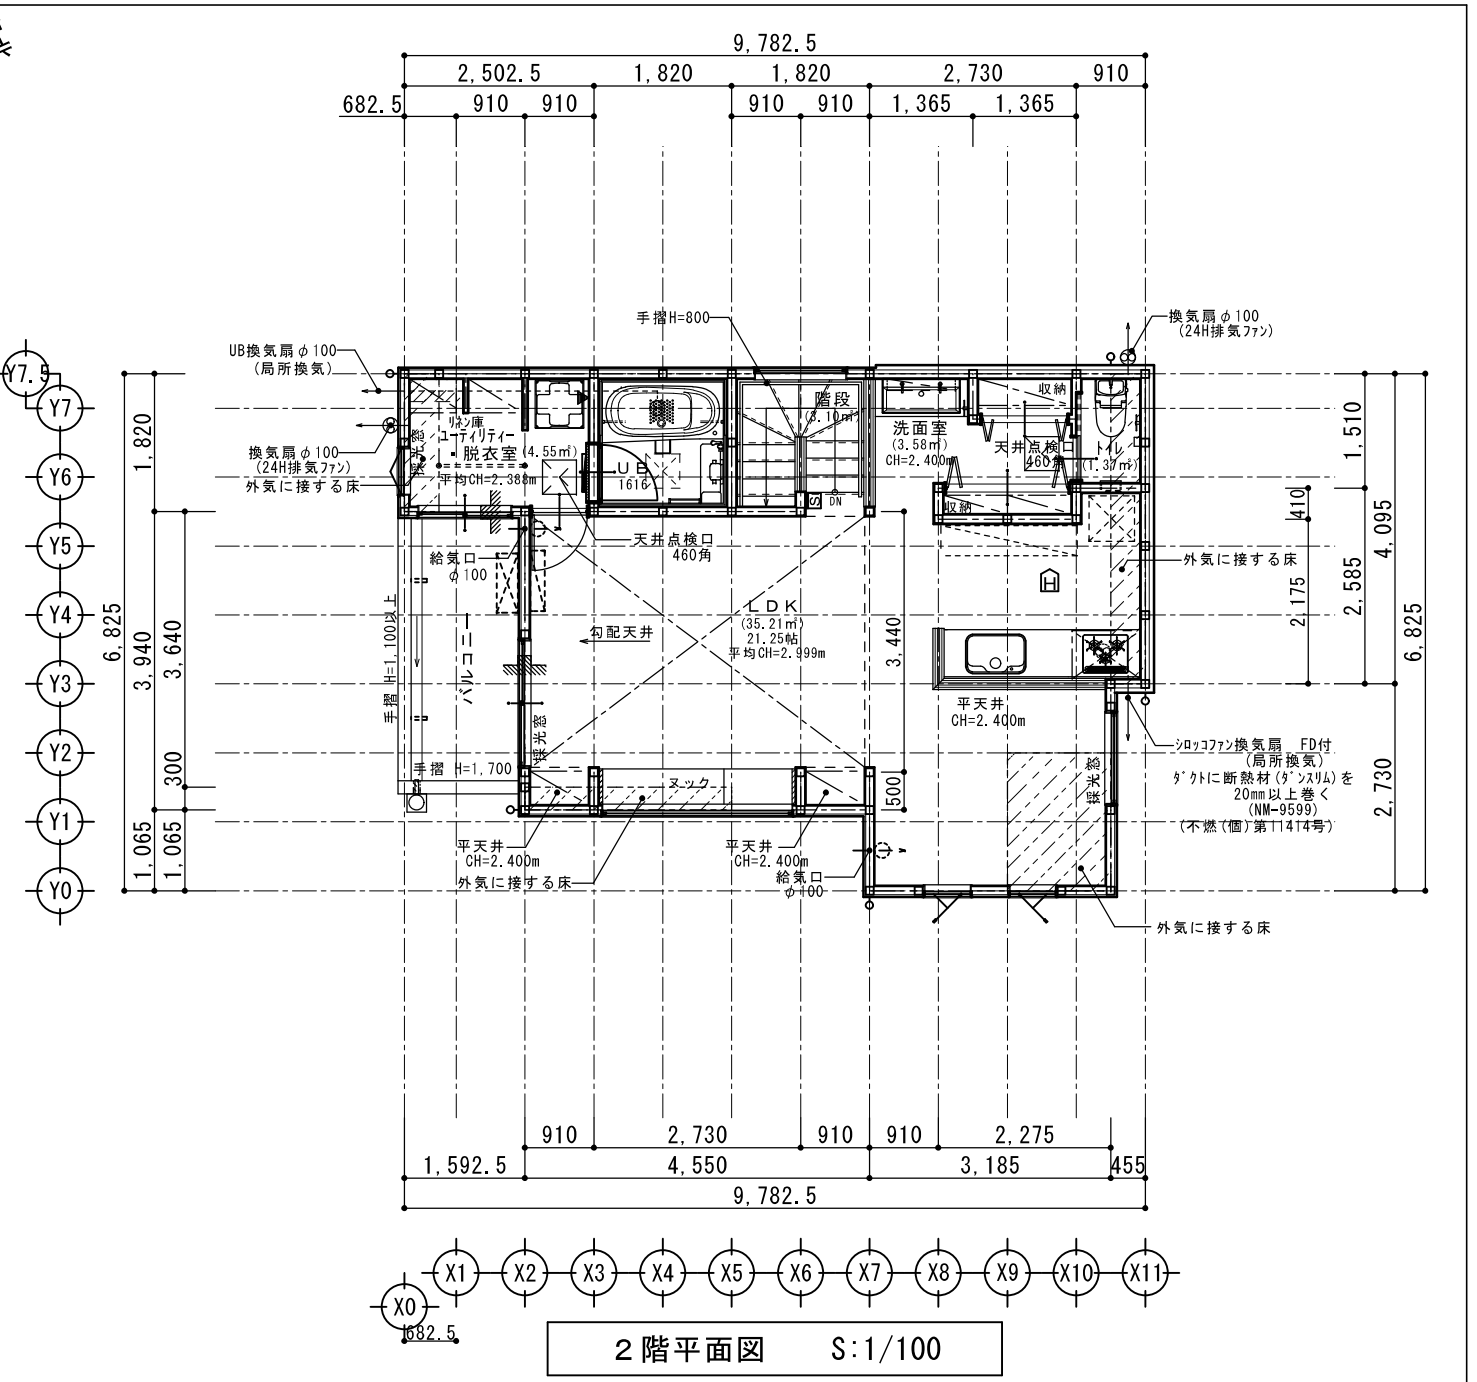 9,782.5
2,502.5
1,820
1,820
2,730
910
682.5
910
910
910
910
1,365
1,365
手摺H=800
換気扇φ100
(24H排気ファン)
UB換気扇φ100
(局所換気)
Y7.5
Y7
Y6
Y5
Y4
Y3
Y2
Y1
Y0
6,825
1,820
3,940
1,065
3,640
300
1,065
換気扇φ100
(24H排気ファン)
外気に接する床
採光窓
リネン庫
ユーティリティー
・脱衣室(4.55㎡)
平均CH=2.388m
UB
1616
階段
(3.10㎡)
DN
S
洗面室
(3.58㎡)
CH=2.400m
収納
天井点検口
460角
トイレ
(1.37㎡)
収納
給気口
φ100
天井点検口
460角
外気に接する床
H
LDK
(35.21㎡)
21.25帖
平均CH=2.999m
勾配天井
バルコニー
手摺 H=1,100以上
手摺 H=1,700
採光窓
3,440
500
平天井
CH=2.400m
採光窓
ヌック
平天井
CH=2.400m
外気に接する床
平天井
CH=2.400m
給気口
φ100
シロッコファン換気扇 FD付
(局所換気)
ダクトに断熱材(ダンスリム)を
20mm以上巻く
(NM-9599)
(不燃(個)第11414号)
外気に接する床
410
2,175
1,510
2,585
4,095
2,730
6,825
910
2,730
910
910
2,275
1,592.5
4,550
3,185
455
9,782.5
X0
X1
X2
X3
X4
X5
X6
X7
X8
X9
X10
X11
682.5
2階平面図 S:1/100